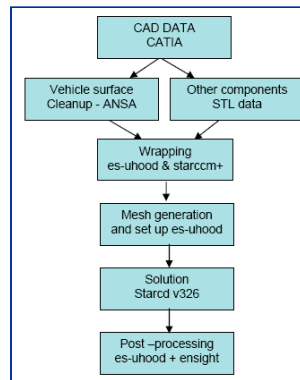 CAD DATA
CATIA
Vehicle surface
Cleanup - ANSA
Other components
STL data
Wrapping
es-uhood & starccm+
Mesh generation
and set up es-uhood
Solution
Starcd v326
Post –processing
es-uhood + ensight